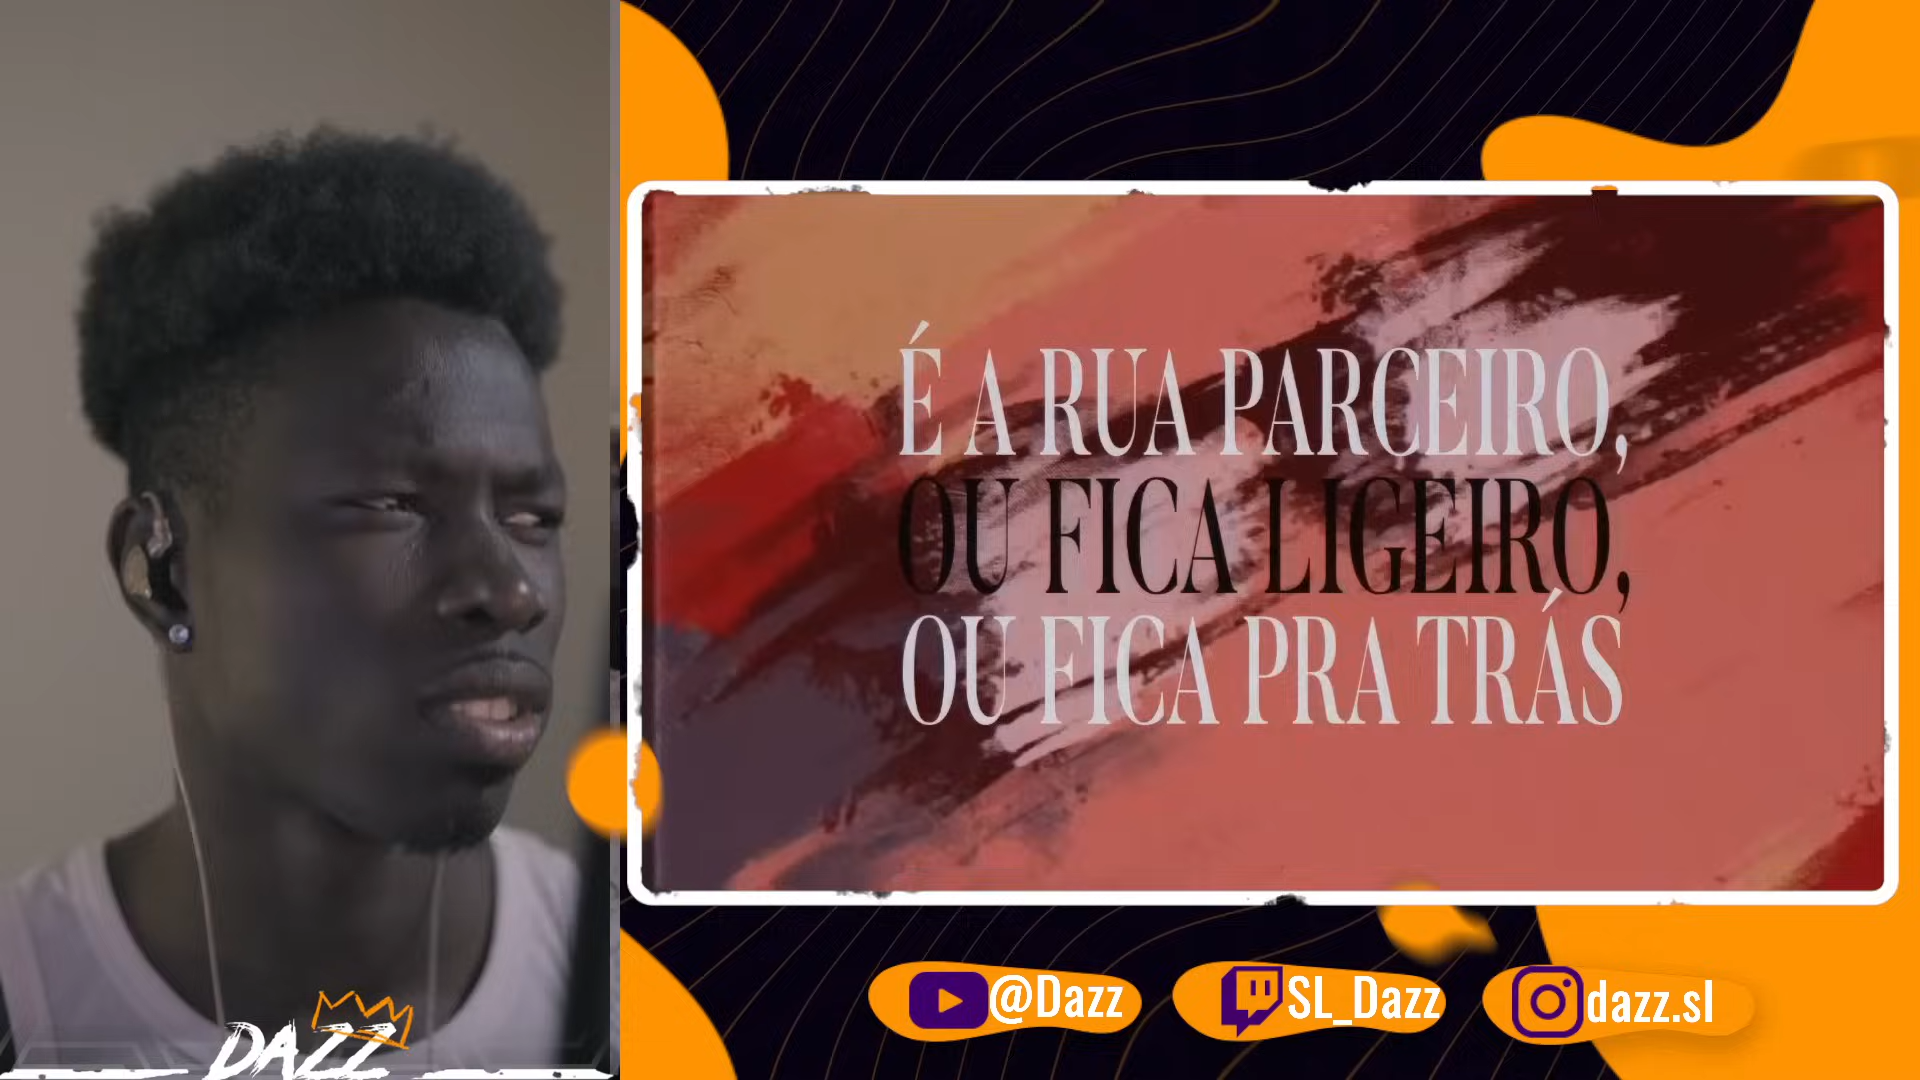 É A RUA PARCEIRO,
OU FICA LIGEIRO,
OU FICA PRA TRÁS
@Dazz
SL_Dazz
dazz.sl
DAZZ